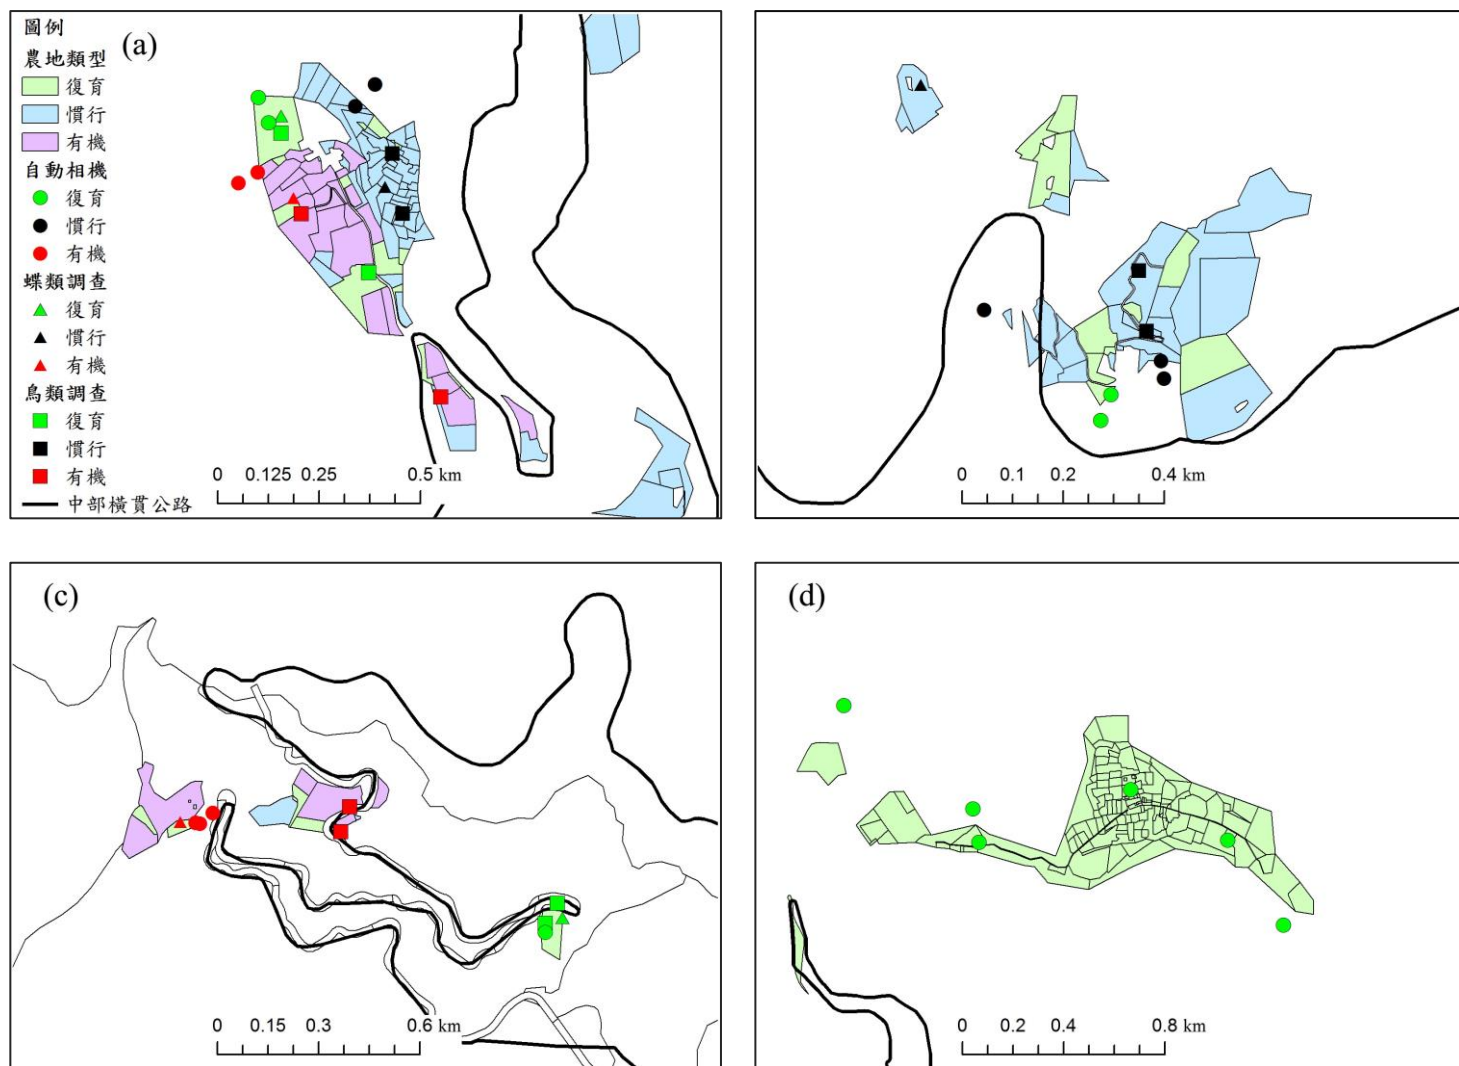 圖例
(a)
農地類型
復育
慣行
有機
自動相機
復育
慣行
有機
蝶類調查
復育
慣行
有機
鳥類調查
復育
慣行
有機
中部橫貫公路
0 0.125 0.25 0.5 km
0 0.1 0.2 0.4 km
(c)
0 0.15 0.3 0.6 km
(d)
0 0.2 0.4 0.8 km